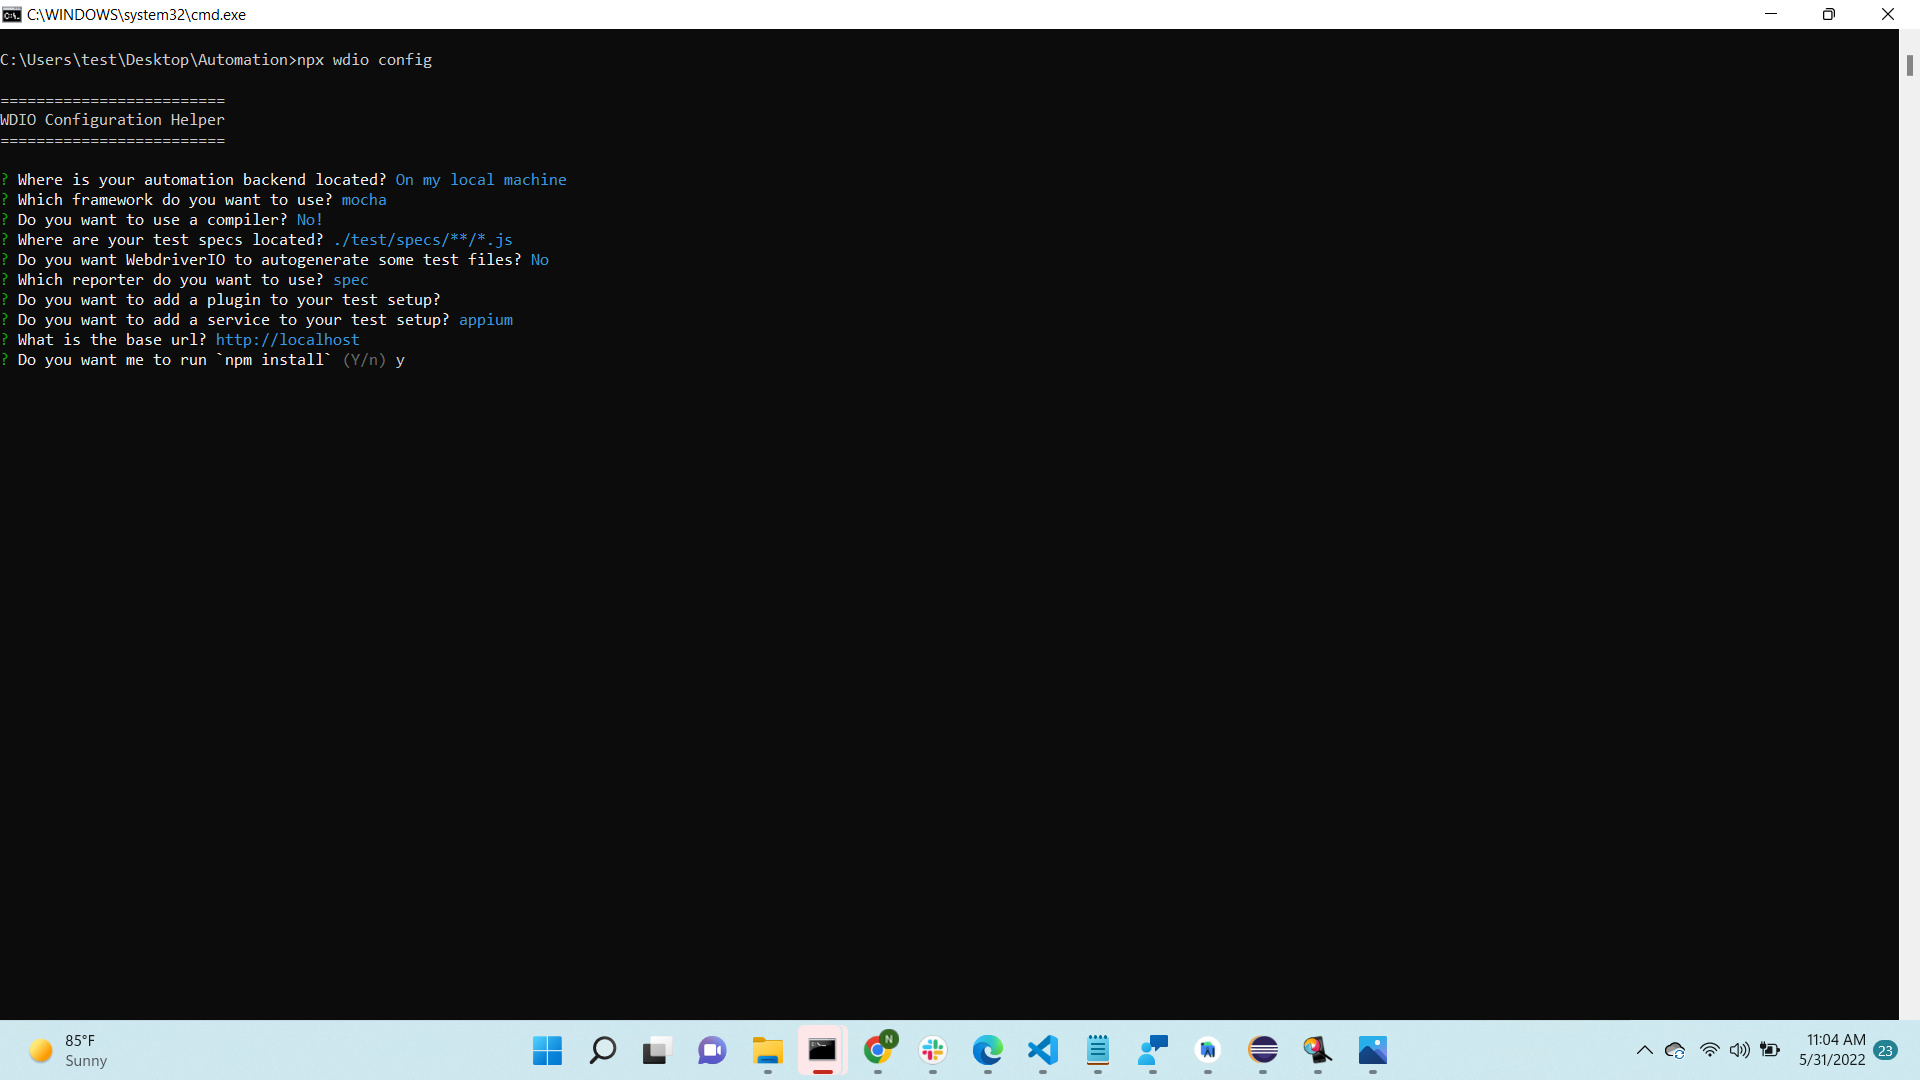 C:\WINDOWS\system32\cmd.exe
C:\Users\test\Desktop\Automation>npx wdio config
=========================
WDIO Configuration Helper
=========================
? Where is your automation backend located? On my local machine
? Which framework do you want to use? mocha
? Do you want to use a compiler? No!
? Where are your test specs located? ./test/specs/**/*.js
? Do you want WebdriverIO to autogenerate some test files? No
? Which reporter do you want to use? spec
? Do you want to add a plugin to your test setup?
? Do you want to add a service to your test setup? appium
? What is the base url? http://localhost
? Do you want me to run `npm install` (Y/n) y
85°F
Sunny
N
11:04 AM
5/31/2022
23